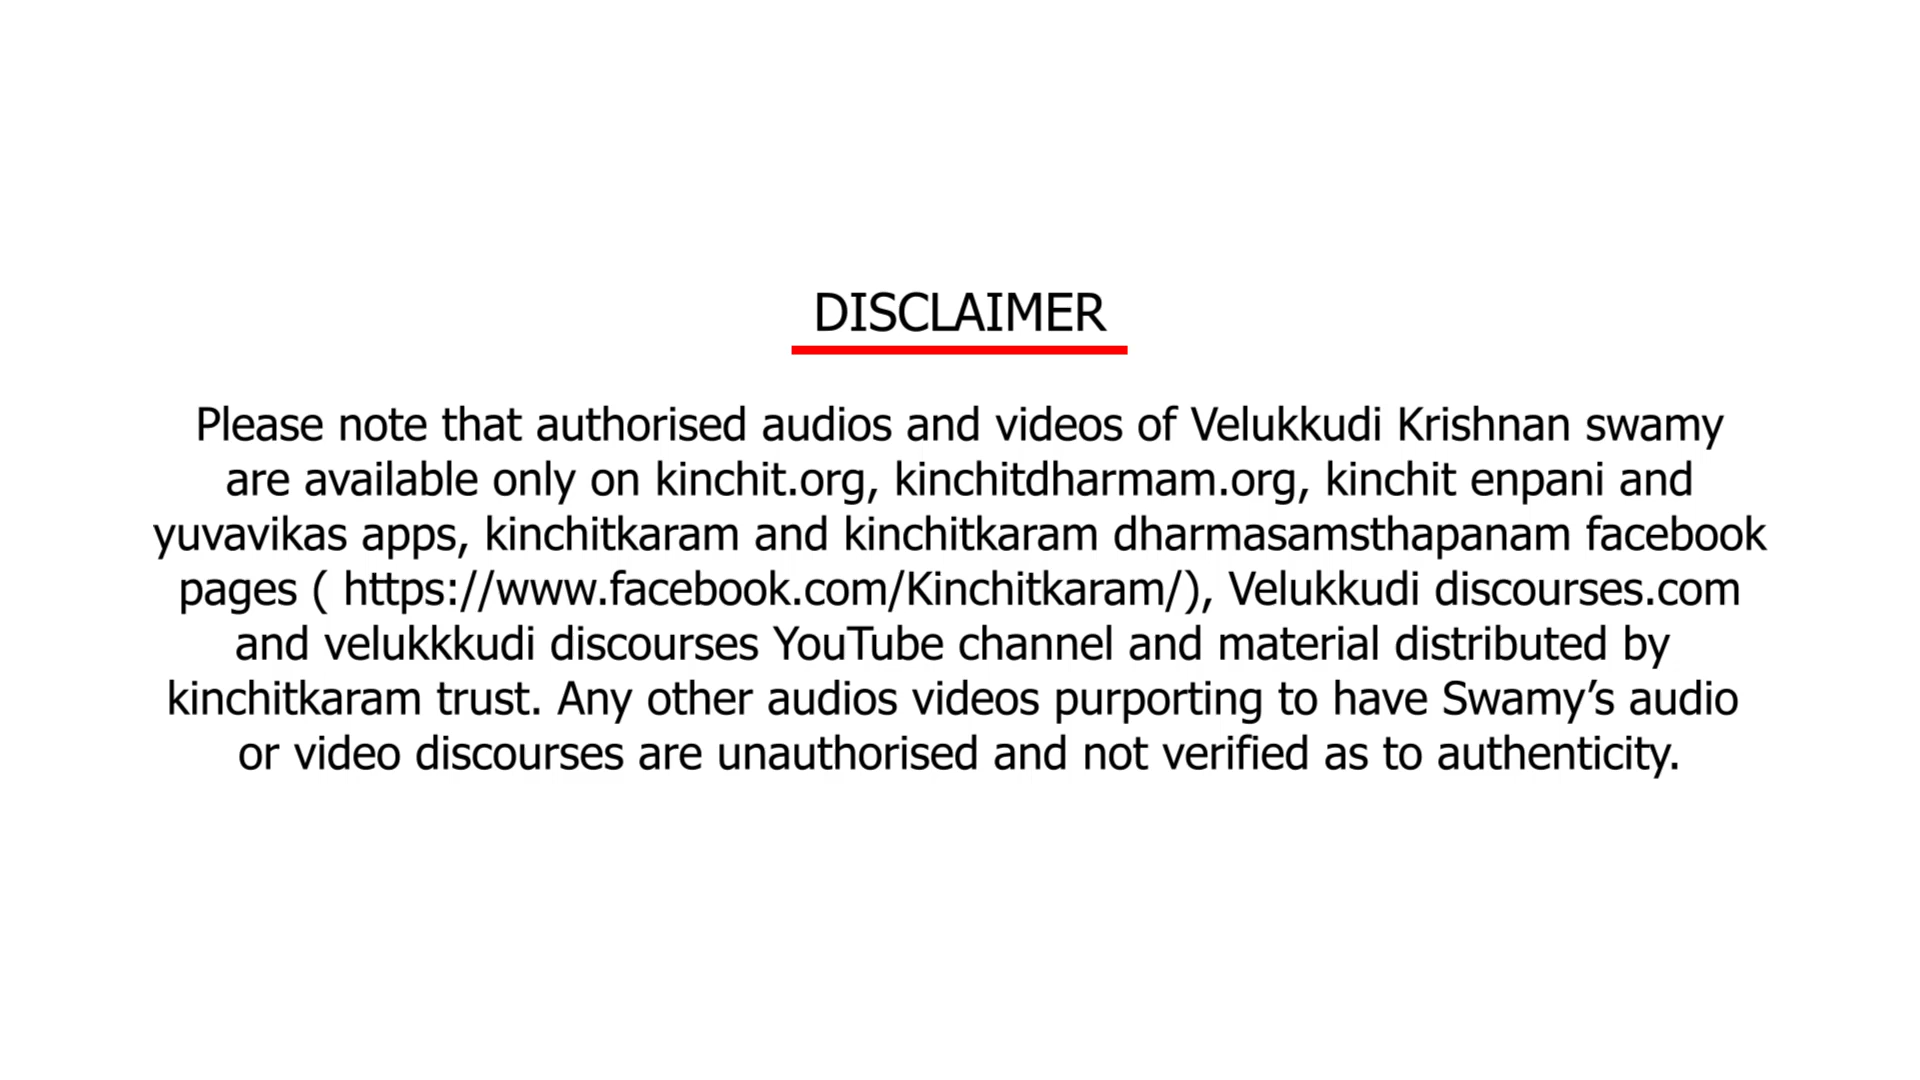 DISCLAIMER
Please note that authorised audios and videos of Velukkudi Krishnan swamy
are available only on kinchit.org, kinchitdharmam.org, kinchit enpani and
yuvavikas apps, kinchitkaram and kinchitkaram dharmasamsthapanam facebook
pages ( https://www.facebook.com/Kinchitkaram/), Velukkudi discourses.com
and velukkkudi discourses YouTube channel and material distributed by
kinchitkaram trust. Any other audios videos purporting to have Swamy’s audio
or video discourses are unauthorised and not verified as to authenticity.